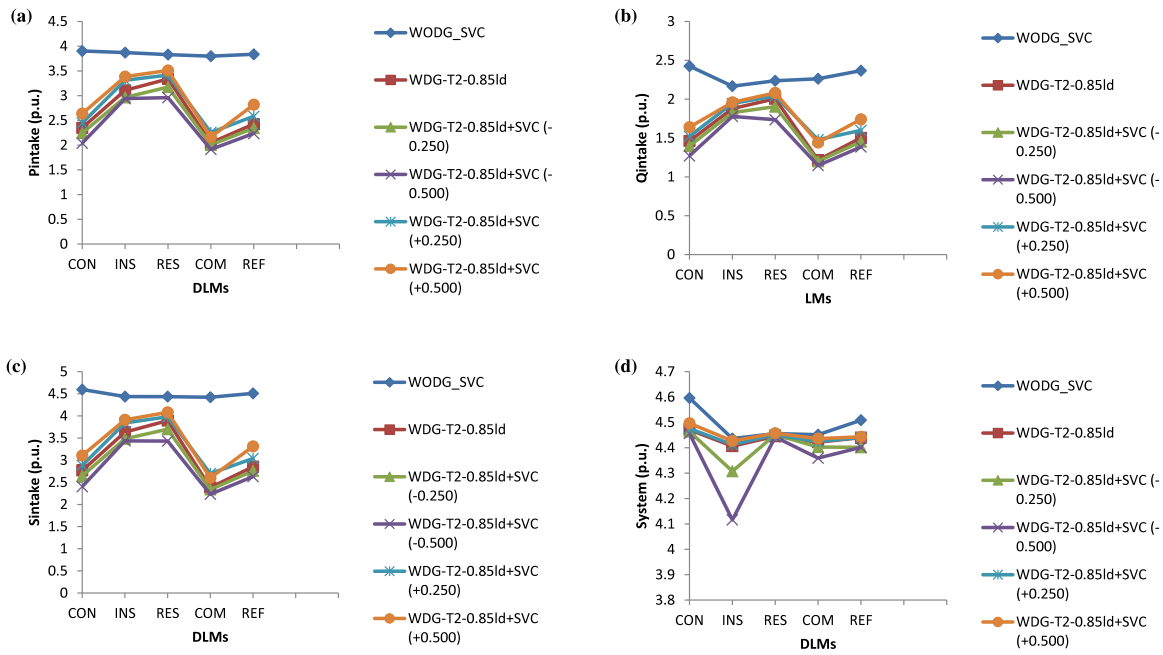 (a)
4.5
4
3.5
3
2.5
2
1.5
1
0.5
0
Pintake (p.u.)
CON INS RES COM REF
DLMs
WODG_SVC
WDG-T2-0.85ld
WDG-T2-0.85ld+SVC (-
0.250)
WDG-T2-0.85ld+SVC (-
0.500)
WDG-T2-0.85ld+SVC
(+0.250)
WDG-T2-0.85ld+SVC
(+0.500)
(b)
3
2.5
2
1.5
1
0.5
0
Qintake (p.u.)
CON INS RES COM REF
LMs
WODG_SVC
WDG-T2-0.85ld
WDG-T2-0.85ld+SVC (-
0.250)
WDG-T2-0.85ld+SVC (-
0.500)
WDG-T2-0.85ld+SVC
(+0.250)
WDG-T2-0.85ld+SVC
(+0.500)
(c)
5
4.5
4
3.5
3
2.5
2
1.5
1
0.5
0
Sintake (p.u.)
CON INS RES COM REF
DLMs
WODG_SVC
WDG-T2-0.85ld
WDG-T2-0.85ld+SVC
(-0.250)
WDG-T2-0.85ld+SVC
(-0.500)
WDG-T2-0.85ld+SVC
(+0.250)
WDG-T2-0.85ld+SVC
(+0.500)
(d)
4.7
4.6
4.5
4.4
4.3
4.2
4.1
4
3.9
3.8
System (p.u.)
CON INS RES COM REF
DLMs
WODG_SVC
WDG-T2-0.85ld
WDG-T2-0.85ld+SVC (-
0.250)
WDG-T2-0.85ld+SVC (-
0.500)
WDG-T2-0.85ld+SVC
(+0.250)
WDG-T2-0.85ld+SVC
(+0.500)